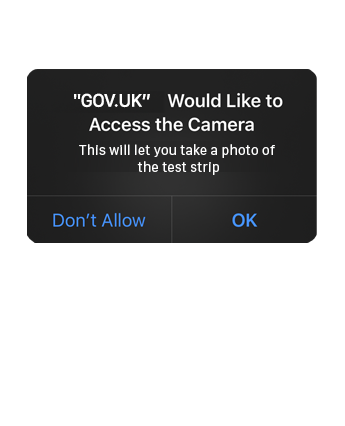 "GOV.UK” Would Like to
Access the Camera
This will let you take a photo of
the test strip
Don’t Allow
OK